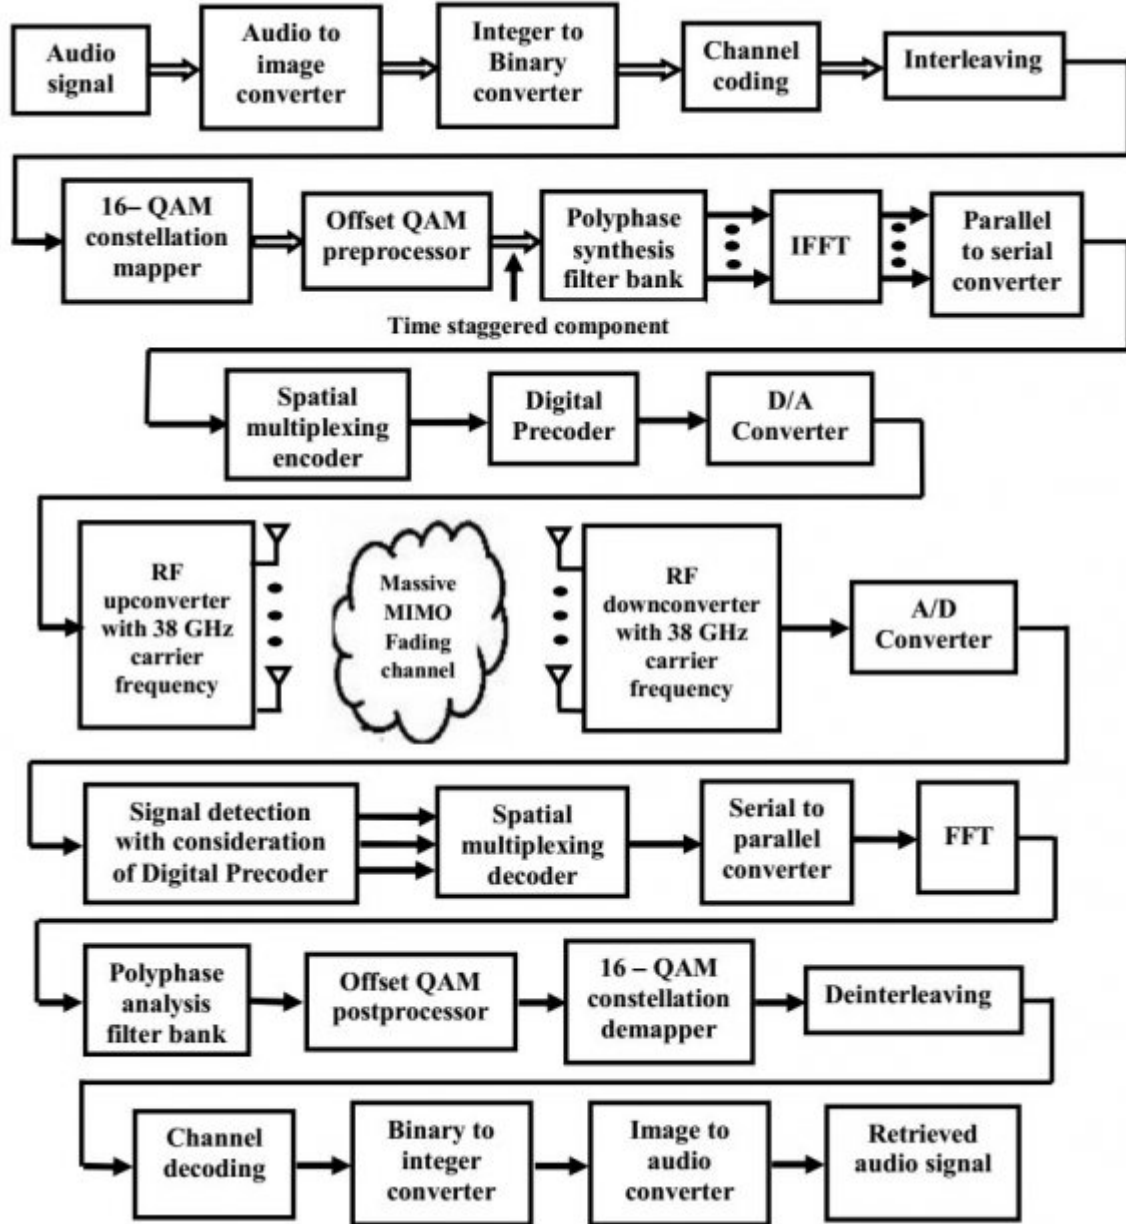 Audio
signal
Audio to
image
converter
Integer to
Binary
converter
Channel
coding
Interleaving
16– QAM
constellation
mapper
Offset QAM
preprocessor
Polyphase
synthesis
filter bank
IFFT
Parallel
to serial
converter
Time staggered component
Spatial
multiplexing
encoder
Digital
Precoder
D/A
Converter
RF
upconverter
with 38 GHz
carrier
frequency
Massive
MIMO
Fading
channel
RF
downconverter
with 38 GHz
carrier
frequency
A/D
Converter
Signal detection
with consideration
of Digital Precoder
Spatial
multiplexing
decoder
Serial to
parallel
converter
FFT
Polyphase
analysis
filter bank
Offset QAM
postprocessor
16 – QAM
constellation
demapper
Deinterleaving
Channel
decoding
Binary to
integer
converter
Image to
audio
converter
Retrieved
audio signal